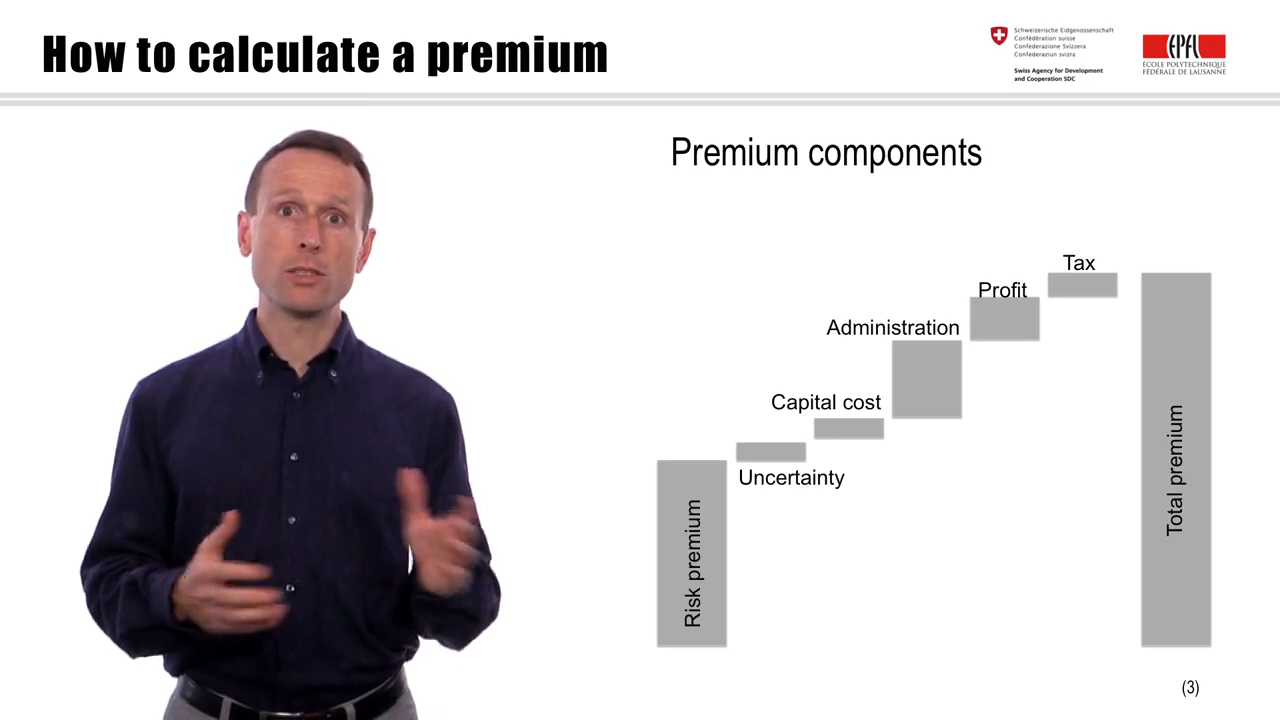 How to calculate a premium
Schweizerische Eidgenossenschaft
Confédération suisse
Confederazione Svizzera
Confederaziun svizra
Swiss Agency for Development
and Cooperation SDC
EPFL
ÉCOLE POLYTECHNIQUE
FÉDÉRALE DE LAUSANNE
Premium components
Tax
Profit
Administration
Capital cost
Uncertainty
Risk premium
Total premium
(3)